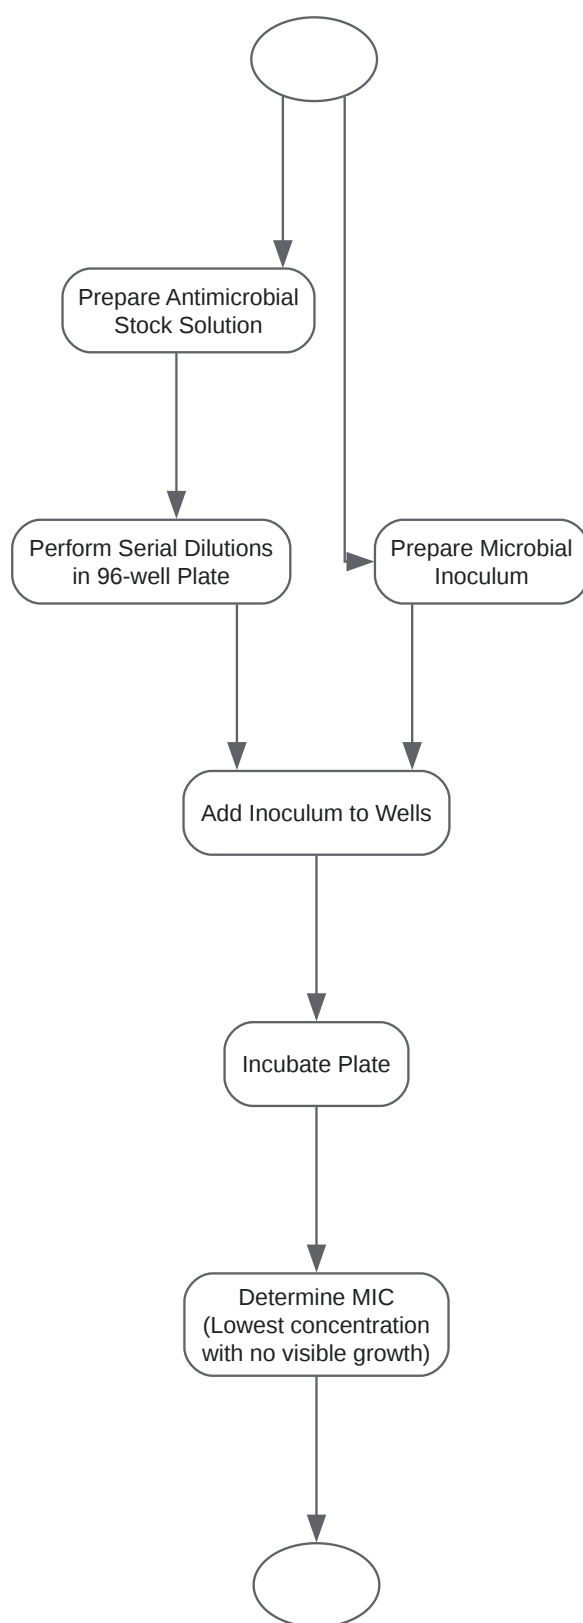 Prepare Antimicrobial
Stock Solution
Perform Serial Dilutions
in 96-well Plate
Prepare Microbial
Inoculum
Add Inoculum to Wells
Incubate Plate
Determine MIC
(Lowest concentration
with no visible growth)